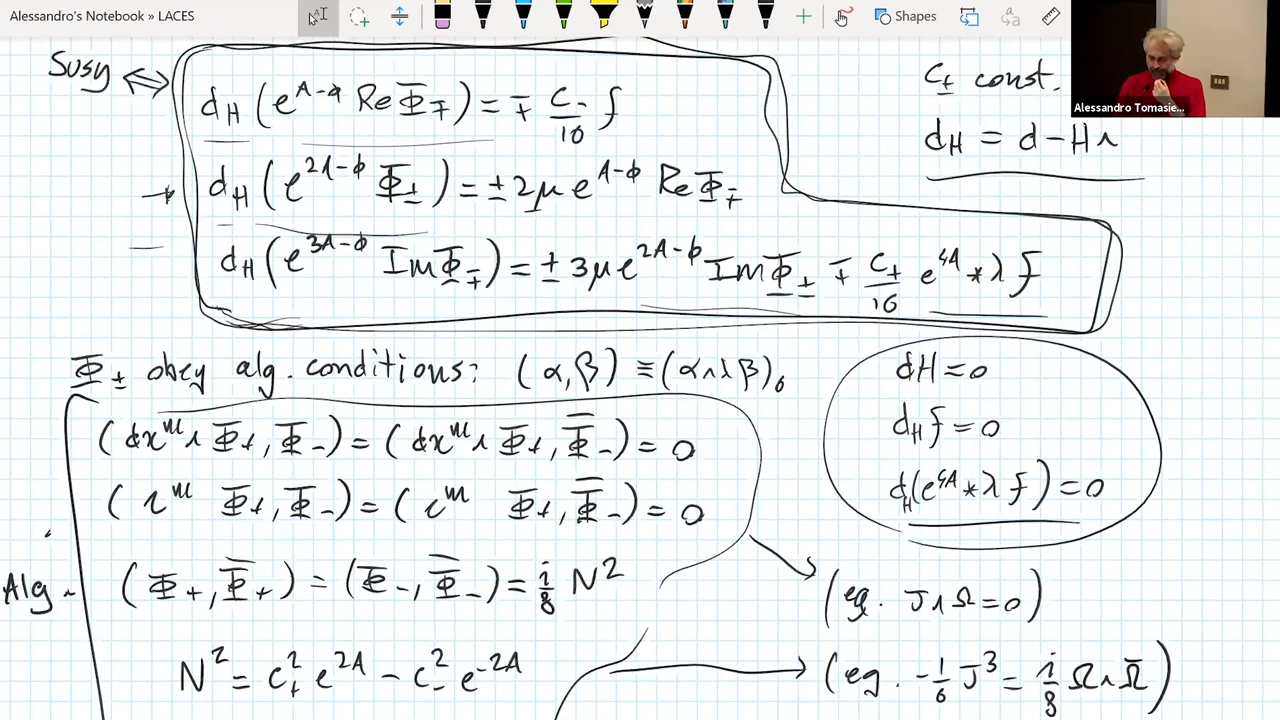 Alessandro's Notebook » LACES
Shapes
Alessandro Tomasie...
Susy ⟺ d_H (e^{A-φ} Re Φ_∓) = ∓ c_-/16 f
c_± const.
→ d_H (e^{2A-φ} Φ_±) = ± 2μ e^{A-φ} Re Φ_∓
d_H = d - H∧
d_H (e^{3A-φ} Im Φ_∓) = ± 3μ e^{2A-φ} Im Φ_± ∓ c_+/16 e^{4A} * λ f
Φ_± obey alg. conditions: (α, β) ≡ (α∧λβ)_6
dH = 0
d_H f = 0
d_H (e^{4A} * λ f) = 0
(dx^m ∧ Φ_+, Φ_-) = (dx^m ∧ Φ_+, Φ̄_-) = 0
(ι^m Φ_+, Φ_-) = (ι^m Φ_+, Φ̄_-) = 0
Alg. (Φ_+, Φ̄_+) = (Φ_-, Φ̄_-) = i/8 N^2
(eg. J∧Ω = 0)
N^2 = c_+^2 e^{2A} - c_-^2 e^{-2A}
(eg. -1/6 J^3 = i/8 Ω∧Ω̄)